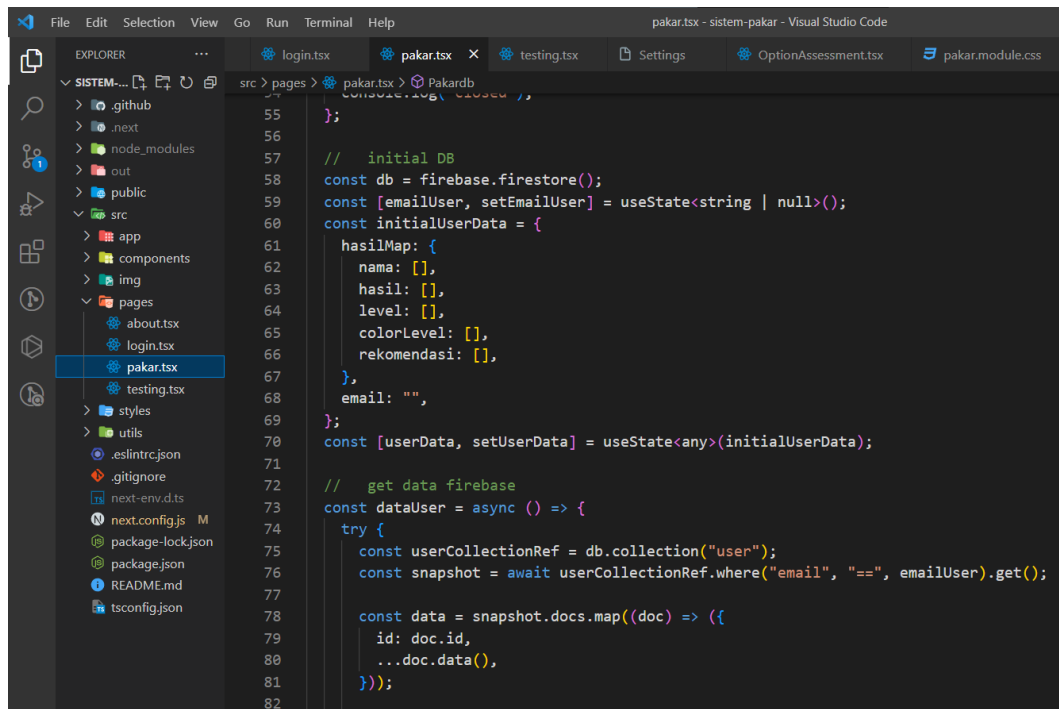 File Edit Selection View Go Run Terminal Help pakar.tsx - sistem-pakar - Visual Studio Code
EXPLORER ...
login.tsx pakar.tsx testing.tsx Settings OptionAssessment.tsx pakar.module.css
SISTEM-...
src > pages > pakar.tsx > Pakardb
.github
.next
node_modules
out
public
src
app
components
img
pages
about.tsx
login.tsx
pakar.tsx
testing.tsx
styles
utils
.eslintrc.json
.gitignore
next-env.d.ts
next.config.js M
package-lock.json
package.json
README.md
tsconfig.json
1
54 console.log("closed");
55 };
56
57 // initial DB
58 const db = firebase.firestore();
59 const [emailUser, setEmailUser] = useState<string | null>();
60 const initialUserData = {
61 hasilMap: {
62 nama: [],
63 hasil: [],
64 level: [],
65 colorLevel: [],
66 rekomendasi: [],
67 },
68 email: "",
69 };
70 const [userData, setUserData] = useState<any>(initialUserData);
71
72 // get data firebase
73 const dataUser = async () => {
74 try {
75 const userCollectionRef = db.collection("user");
76 const snapshot = await userCollectionRef.where("email", "==", emailUser).get();
77
78 const data = snapshot.docs.map((doc) => ({
79 id: doc.id,
80 ...doc.data(),
81 }));
82